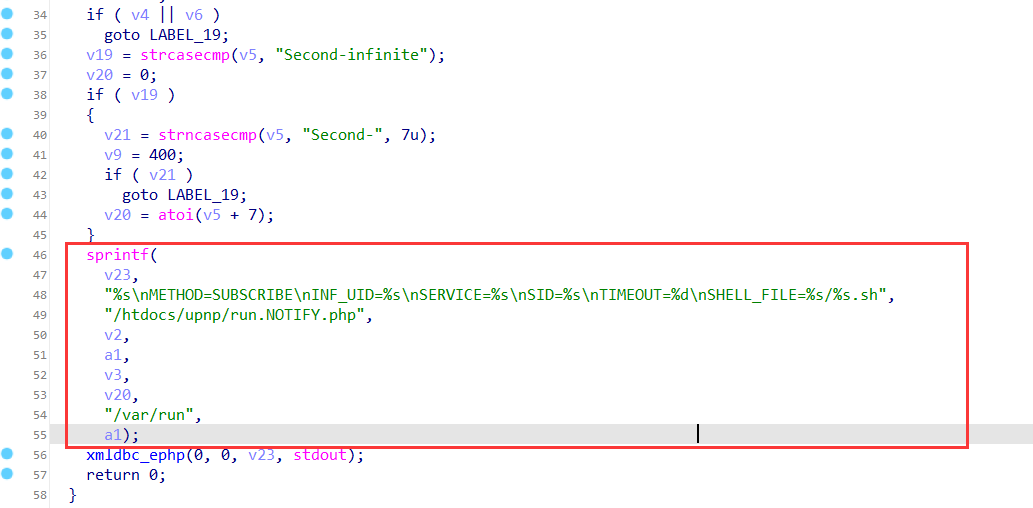 34 if ( v4 || v6 )
35 goto LABEL_19;
36 v19 = strcasecmp(v5, "Second-infinite");
37 v20 = 0;
38 if ( v19 )
39 {
40 v21 = strncasecmp(v5, "Second-", 7u);
41 v9 = 400;
42 if ( v21 )
43 goto LABEL_19;
44 v20 = atoi(v5 + 7);
45 }
46 sprintf(
47 v23,
48 "%s\nMETHOD=SUBSCRIBE\nINF_UID=%s\nSERVICE=%s\nSID=%s\nTIMEOUT=%d\nSHELL_FILE=%s/%s.sh",
49 "/htdocs/upnp/run.NOTIFY.php",
50 v2,
51 a1,
52 v3,
53 v20,
54 "/var/run",
55 a1);
56 xmldbc_ephp(0, 0, v23, stdout);
57 return 0;
58 }